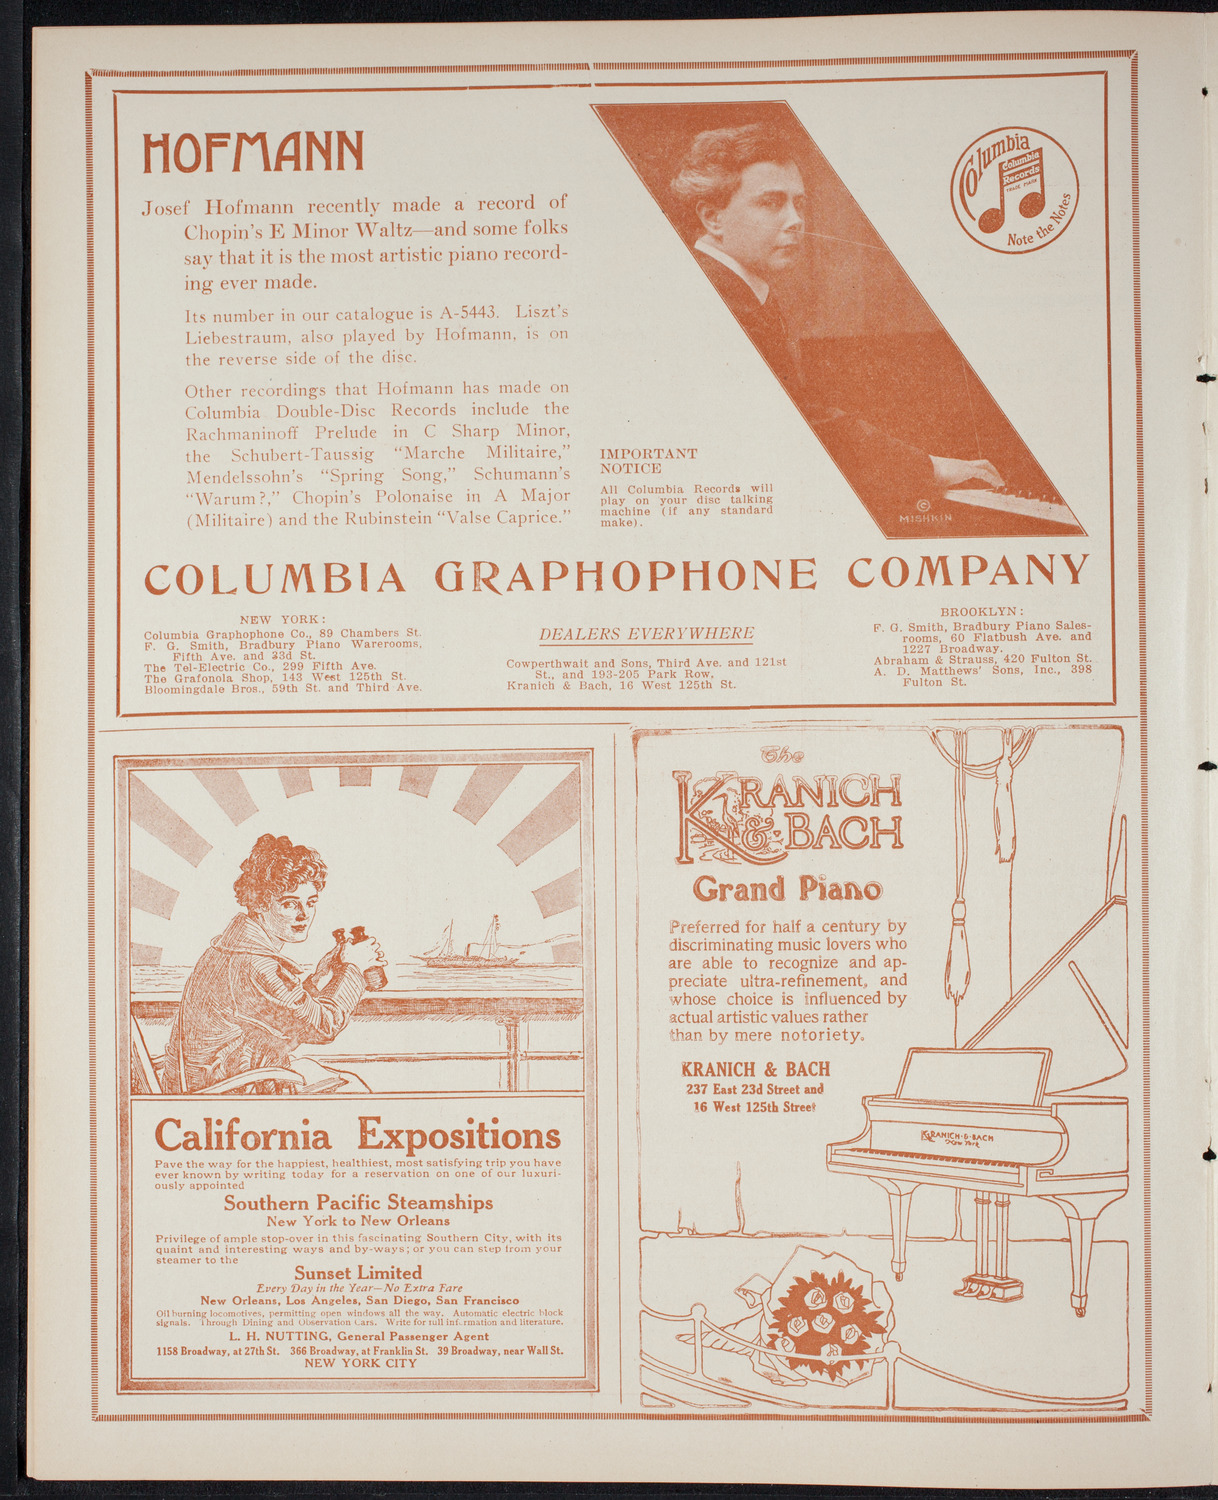 HOFMANN
Josef Hofmann recently made a record of
Chopin's E Minor Waltz—and some folks
say that it is the most artistic piano record-
ing ever made.
Its number in our catalogue is A-5443. Liszt's
Liebestraum, also played by Hofmann, is on
the reverse side of the disc.
Other recordings that Hofmann has made on
Columbia Double-Disc Records include the
Rachmaninoff Prelude in C Sharp Minor,
the Schubert-Taussig “Marche Militaire,”
Mendelssohn's “Spring Song,” Schumann's
“Warum?,” Chopin's Polonaise in A Major
(Militaire) and the Rubinstein “Valse Caprice.”
IMPORTANT
NOTICE
All Columbia Records will
play on your disc talking
machine (if any standard
make).
©
MISHKIN
Columbia
Columbia
Records
TRADE MARK
Note the Notes
COLUMBIA GRAPHOPHONE COMPANY
NEW YORK:
Columbia Graphophone Co., 89 Chambers St.
F. G. Smith, Bradbury Piano Warerooms,
Fifth Ave. and 23d St.
The Tel-Electric Co., 299 Fifth Ave.
The Grafonola Shop, 143 West 125th St.
Bloomingdale Bros., 59th St. and Third Ave.
DEALERS EVERYWHERE
Cowperthwait and Sons, Third Ave. and 121st
St., and 193-205 Park Row.
Kranich & Bach, 16 West 125th St.
BROOKLYN:
F. G. Smith, Bradbury Piano Sales-
rooms, 60 Flatbush Ave. and
1227 Broadway.
Abraham & Strauss, 420 Fulton St.
A. D. Matthews' Sons, Inc., 398
Fulton St.
California Expositions
Pave the way for the happiest, healthiest, most satisfying trip you have
ever known by writing today for a reservation on one of our luxuri-
ously appointed
Southern Pacific Steamships
New York to New Orleans
Privilege of ample stop-over in this fascinating Southern City, with its
quaint and interesting ways and by-ways; or you can step from your
steamer to the
Sunset Limited
Every Day in the Year—No Extra Fare
New Orleans, Los Angeles, San Diego, San Francisco
Oil burning locomotives, permitting open windows all the way. Automatic electric block
signals. Through Dining and Observation Cars. Write for full information and literature.
L. H. NUTTING, General Passenger Agent
1158 Broadway, at 27th St. 366 Broadway, at Franklin St. 39 Broadway, near Wall St.
NEW YORK CITY
The
KRANICH
& BACH
Grand Piano
Preferred for half a century by
discriminating music lovers who
are able to recognize and ap-
preciate ultra-refinement, and
whose choice is influenced by
actual artistic values rather
than by mere notoriety.
KRANICH & BACH
237 East 23d Street and
16 West 125th Street
KRANICH·&·BACH
New York